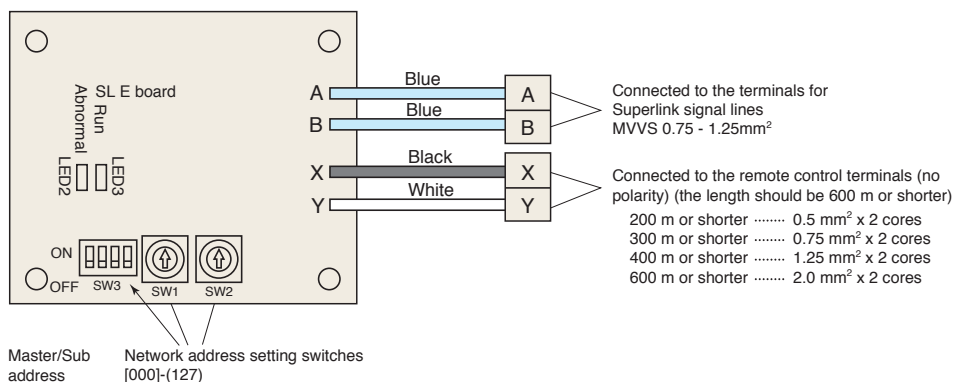 SL E board
Abnormal
Run
LED2
LED3
ON
OFF
SW3
SW1
SW2
A
B
X
Y
Blue
Blue
Black
White
A
B
X
Y
Connected to the terminals for
Superlink signal lines
MVVS 0.75 - 1.25mm²
Connected to the remote control terminals (no
polarity) (the length should be 600 m or shorter)
200 m or shorter ········ 0.5 mm² x 2 cores
300 m or shorter ········ 0.75 mm² x 2 cores
400 m or shorter ········ 1.25 mm² x 2 cores
600 m or shorter ········ 2.0 mm² x 2 cores
Master/Sub
address
Network address setting switches
[000]-(127)